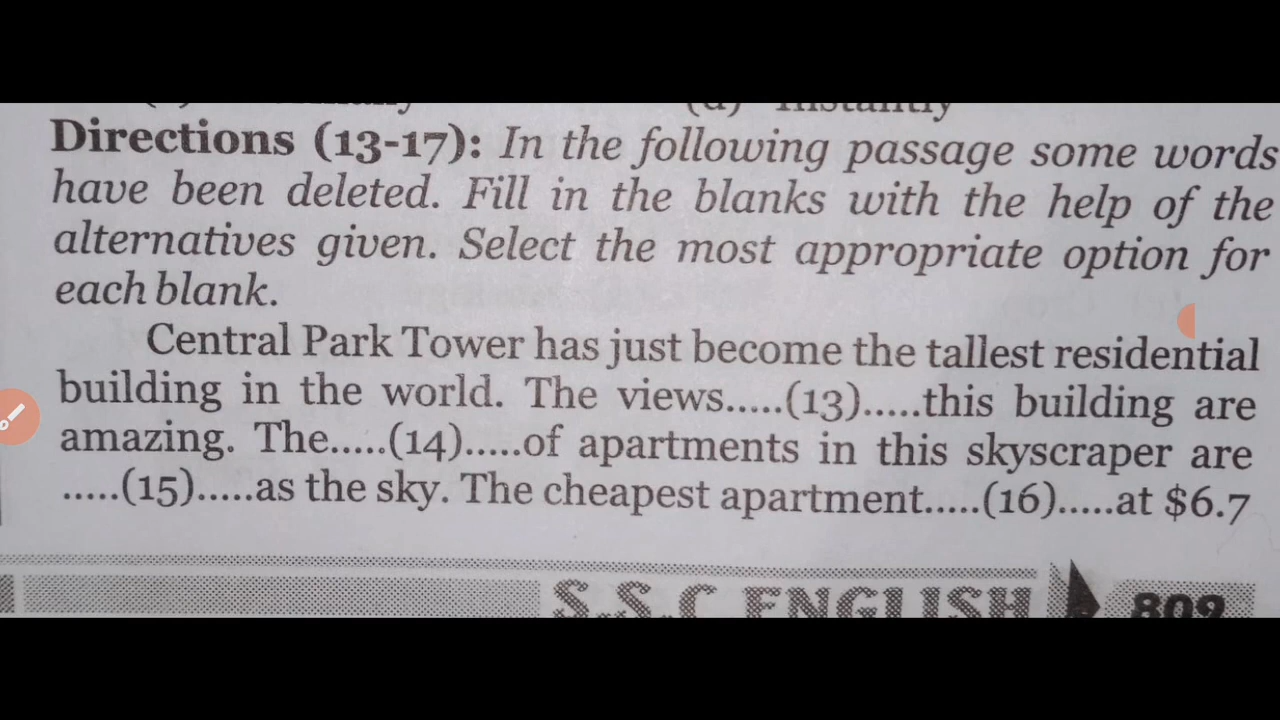 (d) Instantly
Directions (13-17): In the following passage some words
have been deleted. Fill in the blanks with the help of the
alternatives given. Select the most appropriate option for
each blank.
Central Park Tower has just become the tallest residential
building in the world. The views.....(13).....this building are
amazing. The.....(14).....of apartments in this skyscraper are
.....(15).....as the sky. The cheapest apartment.....(16).....at $6.7
S.S.C ENGLISH 809